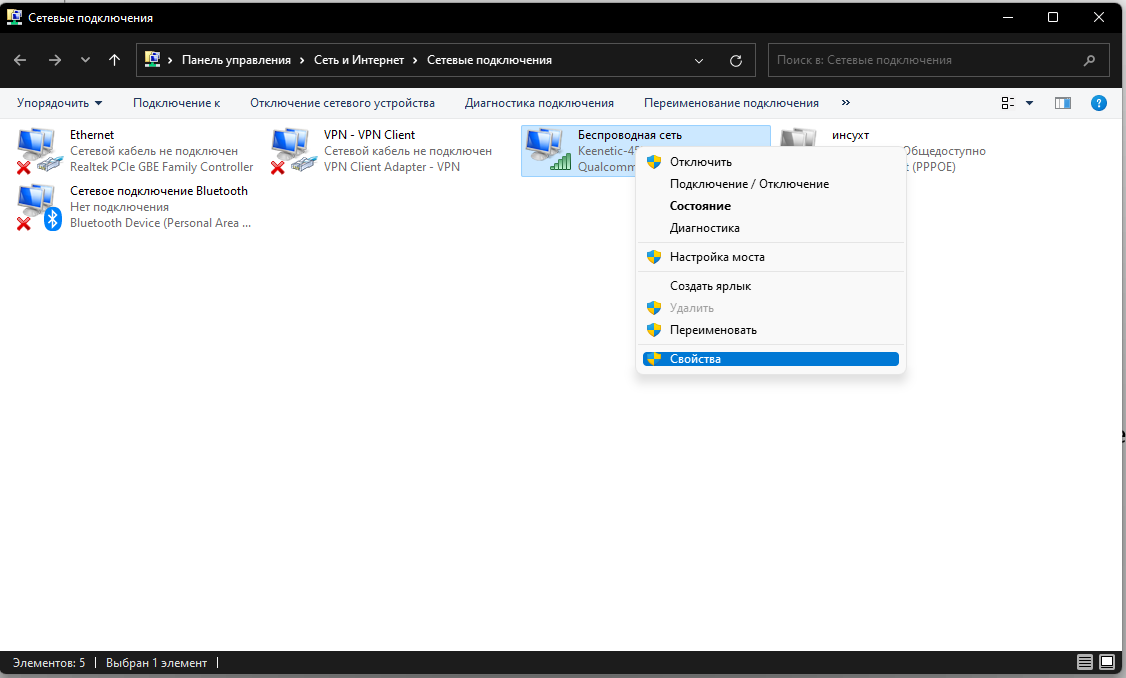 Сетевые подключения
Панель управления
Сеть и Интернет
Сетевые подключения
Поиск в: Сетевые подключения
Упорядочить
Подключение к
Отключение сетевого устройства
Диагностика подключения
Переименование подключения
»
?
Ethernet
Сетевой кабель не подключен
Realtek PCIe GBE Family Controller
VPN - VPN Client
Сетевой кабель не подключен
VPN Client Adapter - VPN
Беспроводная сеть
Keenetic-45
Qualcomm
инсухт
Общедоступно
(PPPOE)
Сетевое подключение Bluetooth
Нет подключения
Bluetooth Device (Personal Area ...
Отключить
Подключение / Отключение
Состояние
Диагностика
Настройка моста
Создать ярлык
Удалить
Переименовать
Свойства
Элементов: 5
Выбран 1 элемент